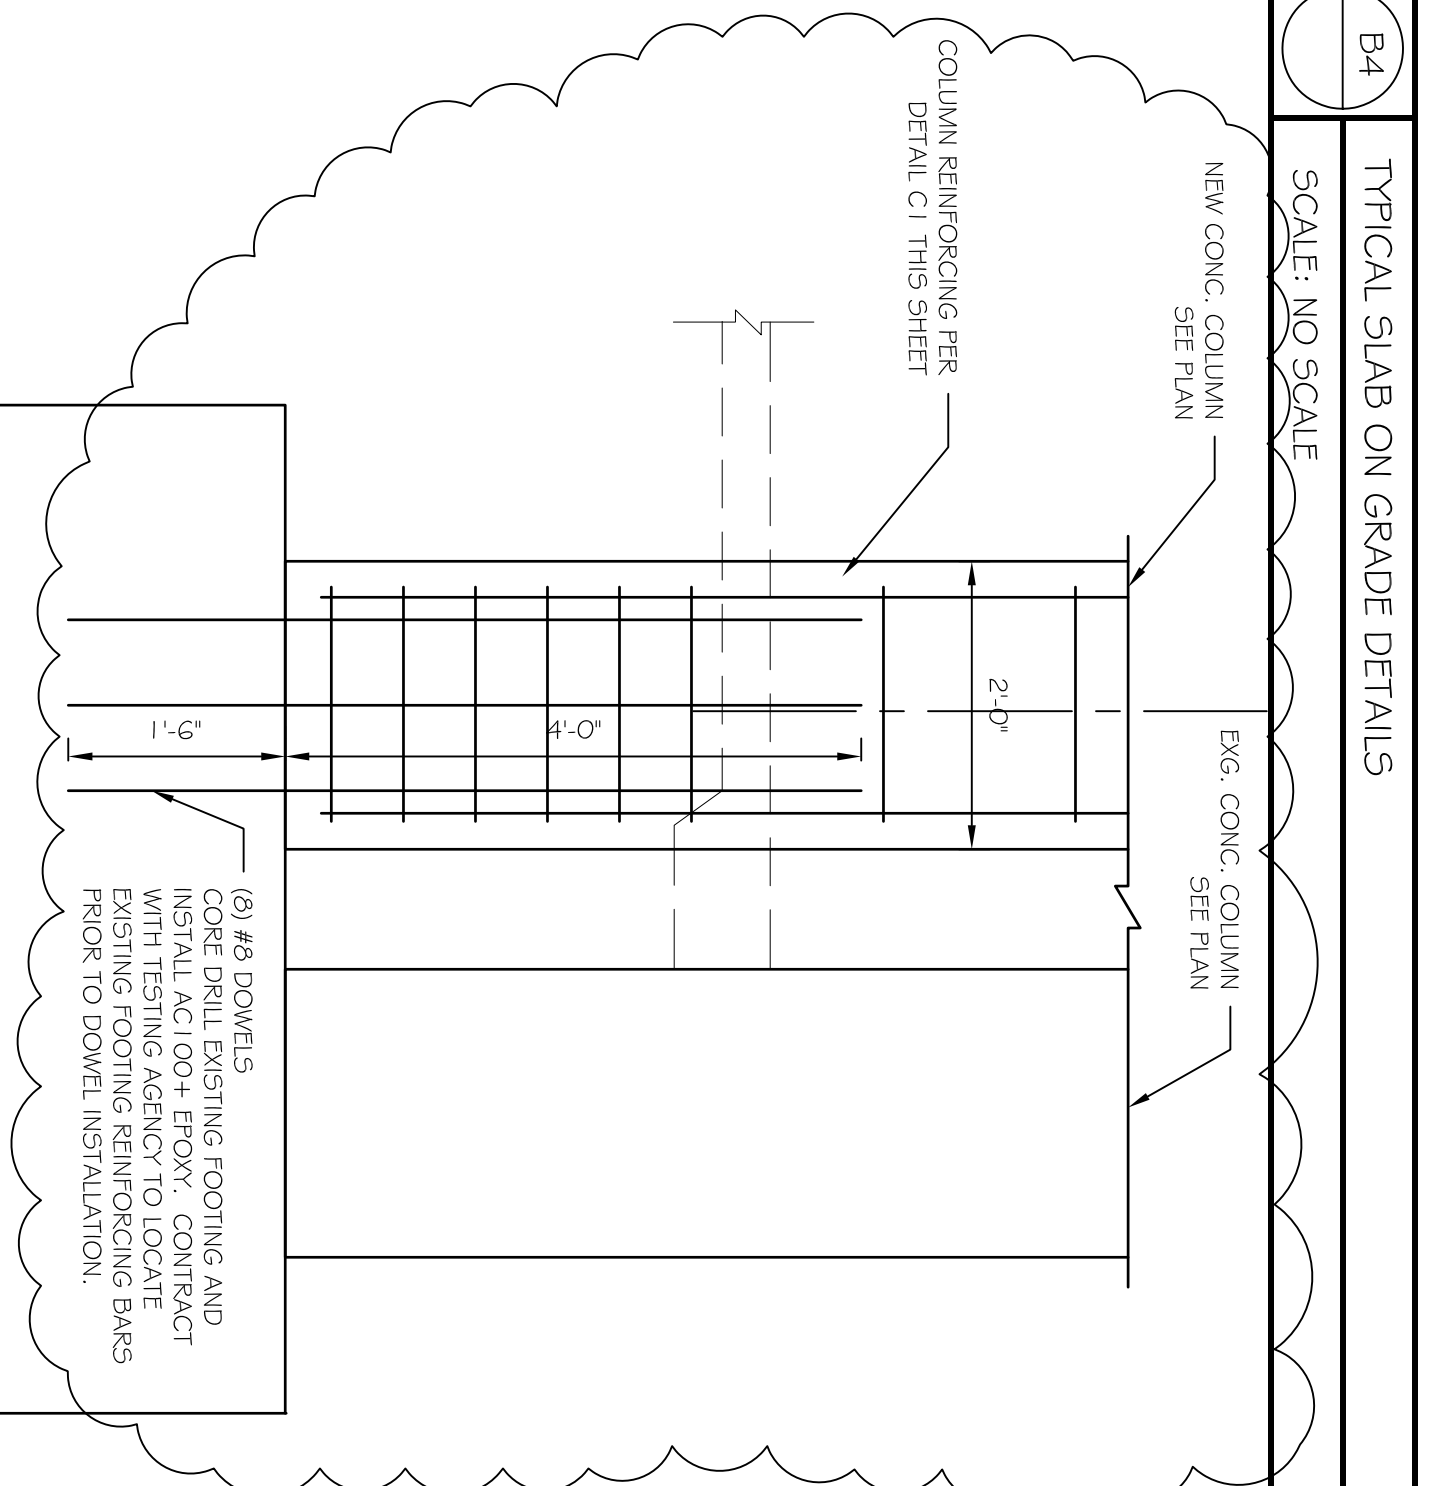 B4
TYPICAL SLAB ON GRADE DETAILS
SCALE: NO SCALE
NEW CONC. COLUMN
SEE PLAN
EXG. CONC. COLUMN
SEE PLAN
COLUMN REINFORCING PER
DETAIL C1 THIS SHEET
2'-0"
4'-0"
1'-6"
(8) #8 DOWELS
CORE DRILL EXISTING FOOTING AND
INSTALL AC100+ EPOXY. CONTRACT
WITH TESTING AGENCY TO LOCATE
EXISTING FOOTING REINFORCING BARS
PRIOR TO DOWEL INSTALLATION.